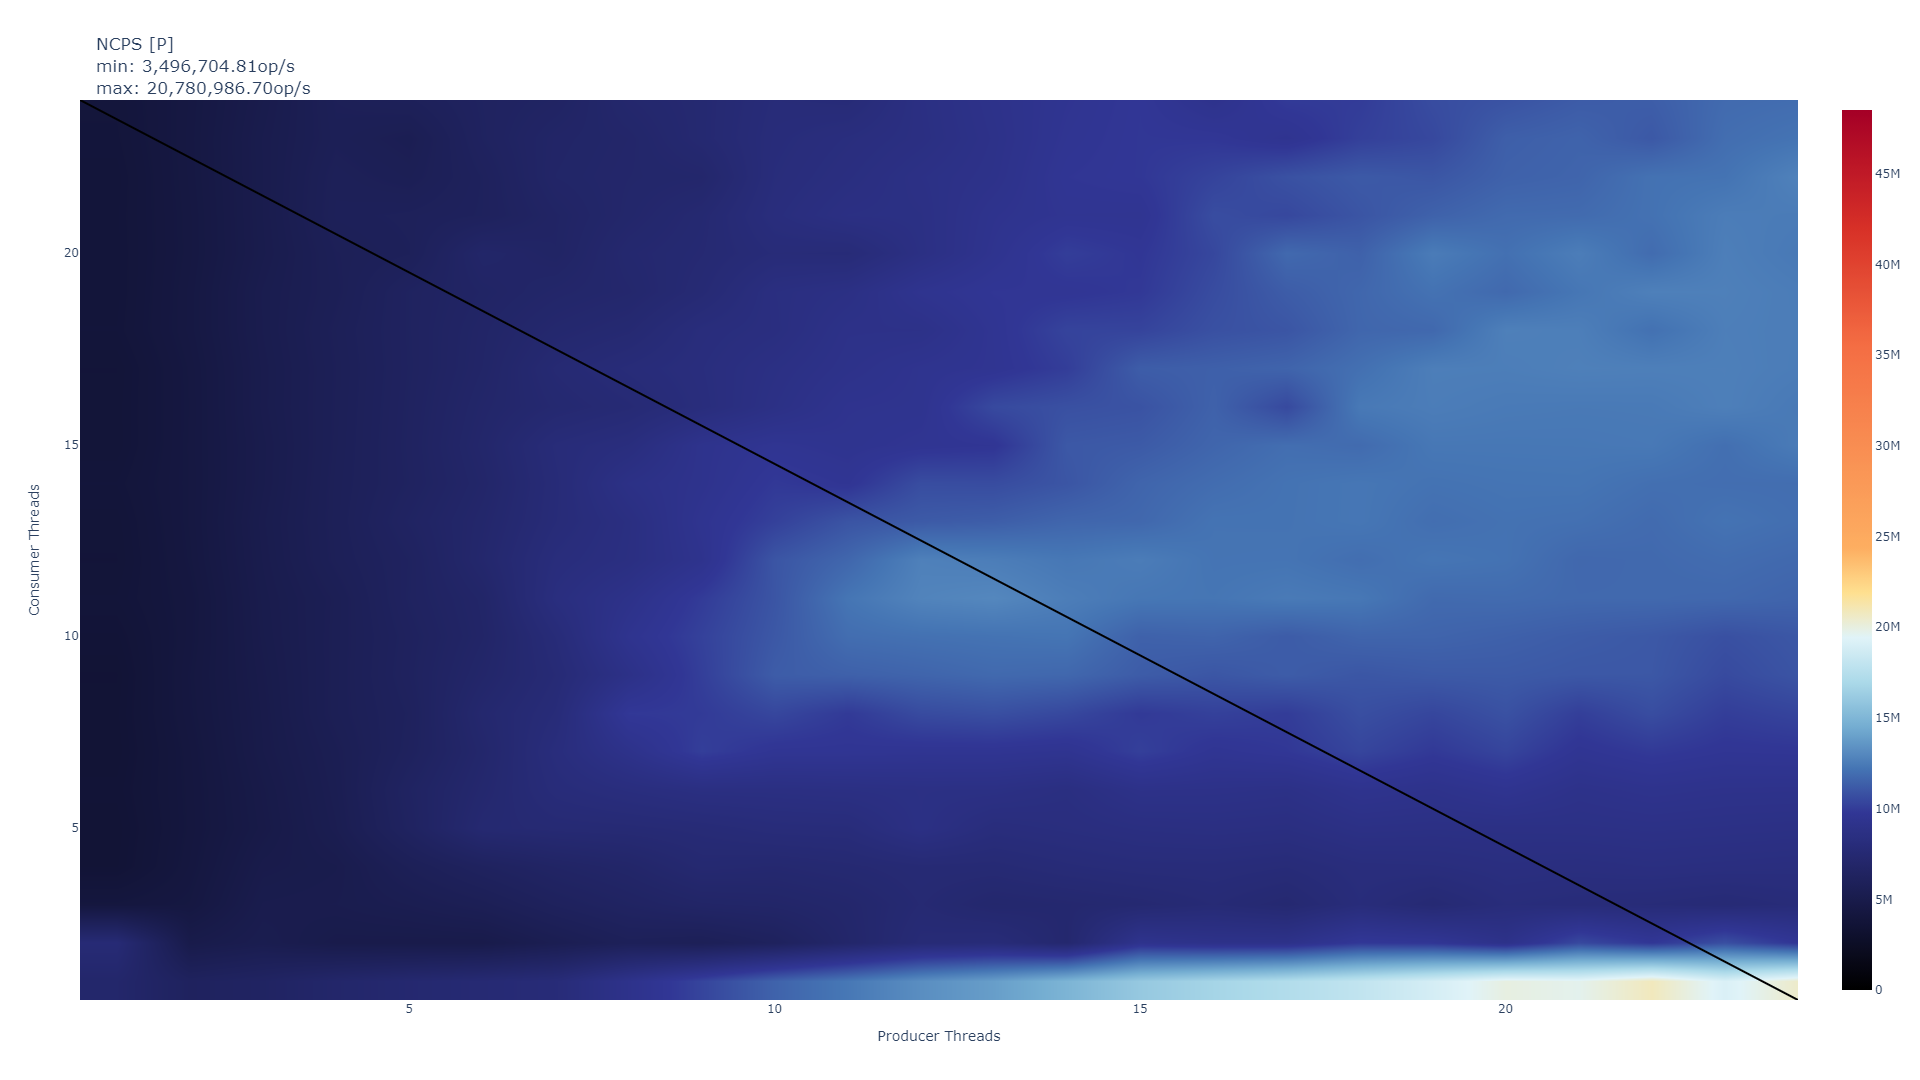 NCPS [P]
min: 3,496,704.81op/s
max: 20,780,986.70op/s
45M
40M
35M
30M
25M
20M
15M
10M
5M
0
20
15
10
5
Consumer Threads
5
10
15
20
Producer Threads